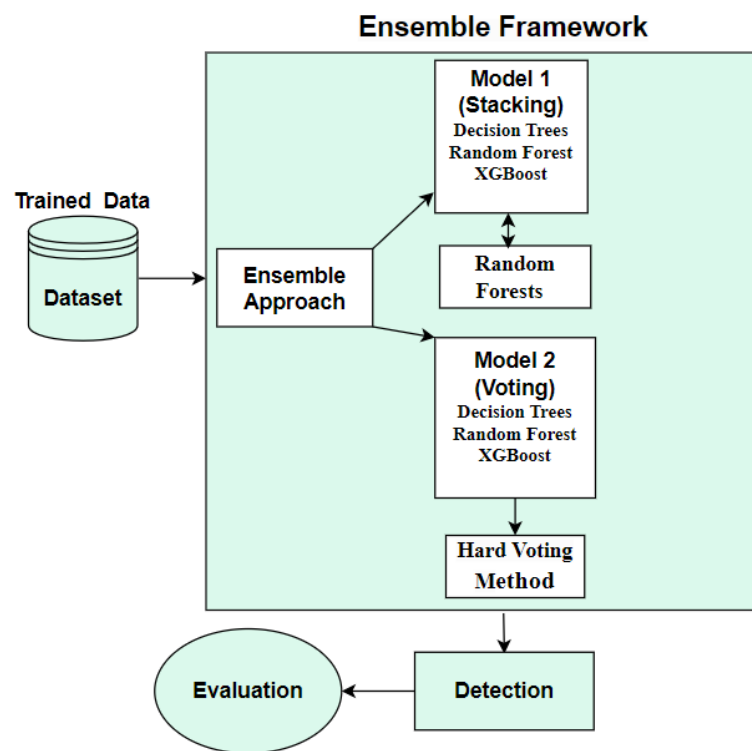 Ensemble Framework
Model 1
(Stacking)
Decision Trees
Random Forest
XGBoost
Trained Data
Dataset
Ensemble
Approach
Random
Forests
Model 2
(Voting)
Decision Trees
Random Forest
XGBoost
Hard Voting
Method
Evaluation
Detection